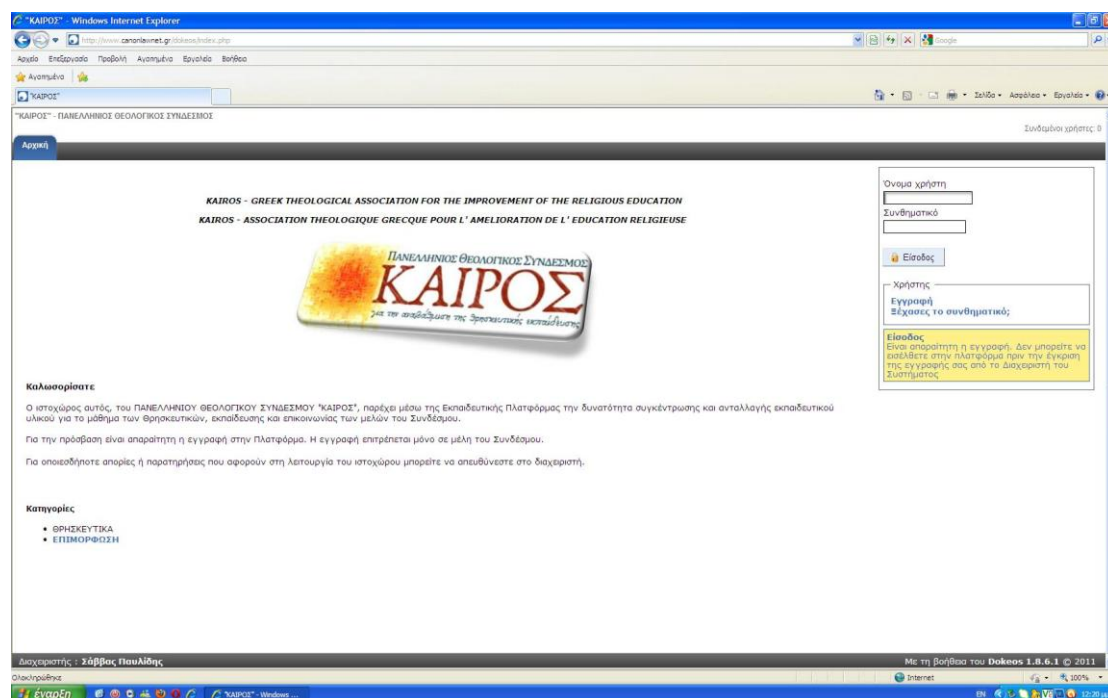 "ΚΑΙΡΟΣ" - Windows Internet Explorer
http://www.canonlawnet.gr/dokeos/index.php
Google
Αρχείο Επεξεργασία Προβολή Αγαπημένα Εργαλεία Βοήθεια
Αγαπημένα
"ΚΑΙΡΟΣ"
Σελίδα Ασφάλεια Εργαλεία
"ΚΑΙΡΟΣ" - ΠΑΝΕΛΛΗΝΙΟΣ ΘΕΟΛΟΓΙΚΟΣ ΣΥΝΔΕΣΜΟΣ
Συνδεμένοι χρήστες: 0
Αρχική
KAIROS - GREEK THEOLOGICAL ASSOCIATION FOR THE IMPROVEMENT OF THE RELIGIOUS EDUCATION
KAIROS - ASSOCIATION THEOLOGIQUE GRECQUE POUR L' AMELIORATION DE L' EDUCATION RELIGIEUSE
ΠΑΝΕΛΛΗΝΙΟΣ ΘΕΟΛΟΓΙΚΟΣ ΣΥΝΔΕΣΜΟΣ
ΚΑΙΡΟΣ
για την αναβάθμιση της θρησκευτικής εκπαίδευσης
Καλωσορίσατε
Ο ιστοχώρος αυτός, του ΠΑΝΕΛΛΗΝΙΟΥ ΘΕΟΛΟΓΙΚΟΥ ΣΥΝΔΕΣΜΟΥ "ΚΑΙΡΟΣ", παρέχει μέσω της Εκπαιδευτικής Πλατφόρμας την δυνατότητα συγκέντρωσης και ανταλλαγής εκπαιδευτικού
υλικού για το μάθημα των Θρησκευτικών, εκπαίδευσης και επικοινωνίας των μελών του Συνδέσμου.
Για την πρόσβαση είναι απαραίτητη η εγγραφή στην Πλατφόρμα. Η εγγραφή επιτρέπεται μόνο σε μέλη του Συνδέσμου.
Για οποιεσδήποτε απορίες ή παρατηρήσεις που αφορούν στη λειτουργία του ιστοχώρου μπορείτε να απευθύνεστε στο διαχειριστή.
Κατηγορίες
• ΘΡΗΣΚΕΥΤΙΚΑ
• ΕΠΙΜΟΡΦΩΣΗ
Όνομα χρήστη
Συνθηματικό
Είσοδος
Χρήστης
Εγγραφή
Ξέχασες το συνθηματικό;
Είσοδος
Είναι απαραίτητη η εγγραφή. Δεν μπορείτε να
εισέλθετε στην πλατφόρμα πριν την έγκριση
της εγγραφής σας από το Διαχειριστή του
Συστήματος
Διαχειριστής : Σάββας Παυλίδης
Με τη βοήθεια του Dokeos 1.8.6.1 © 2011
Ολοκληρώθηκε
Internet
100%
έναρξη
"ΚΑΙΡΟΣ" - Windows ...
EN
12:20